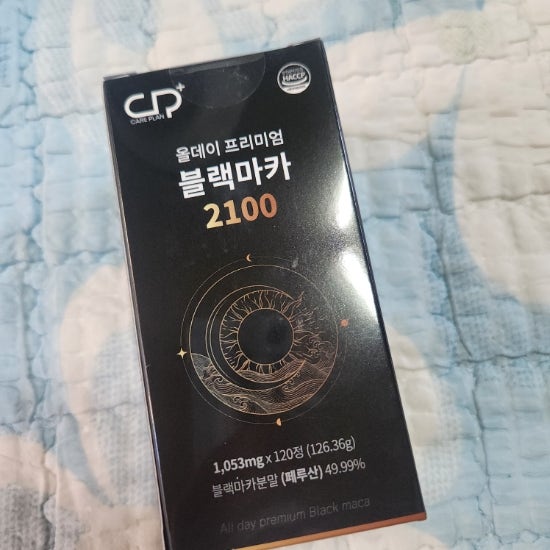 CP+
CARE PLAN
HACCP
올데이 프리미엄
블랙마카
2100
1,053mg x 120정 (126.36g)
블랙마카분말 (페루산) 49.99%
All day premium Black maca